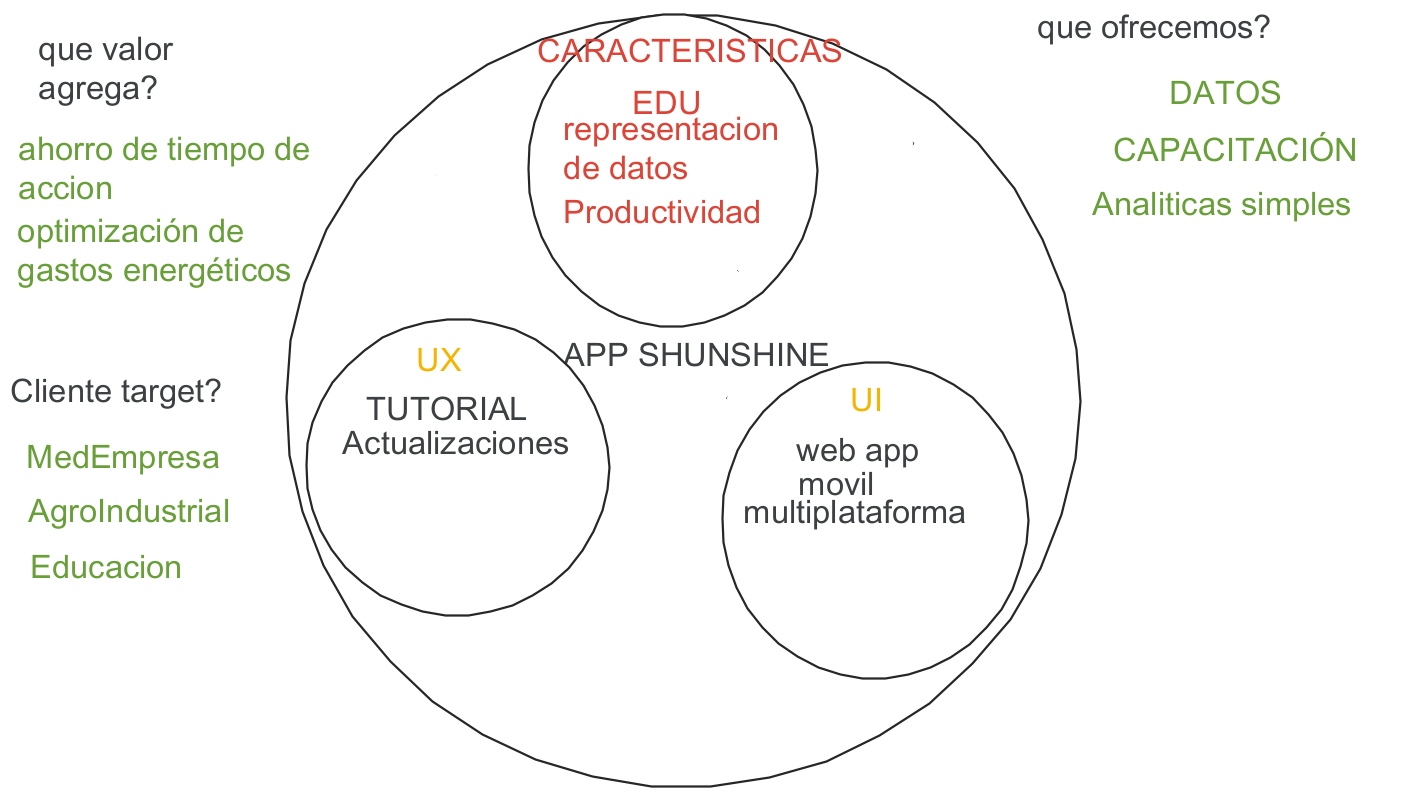 que valor
agrega?
ahorro de tiempo de
accion
optimización de
gastos energéticos
Cliente target?
MedEmpresa
AgroIndustrial
Educacion
CARACTERISTICAS
EDU
representacion
de datos
Productividad
APP SHUNSHINE
UX
TUTORIAL
Actualizaciones
UI
web app
movil
multiplataforma
que ofrecemos?
DATOS
CAPACITACIÓN
Analiticas simples